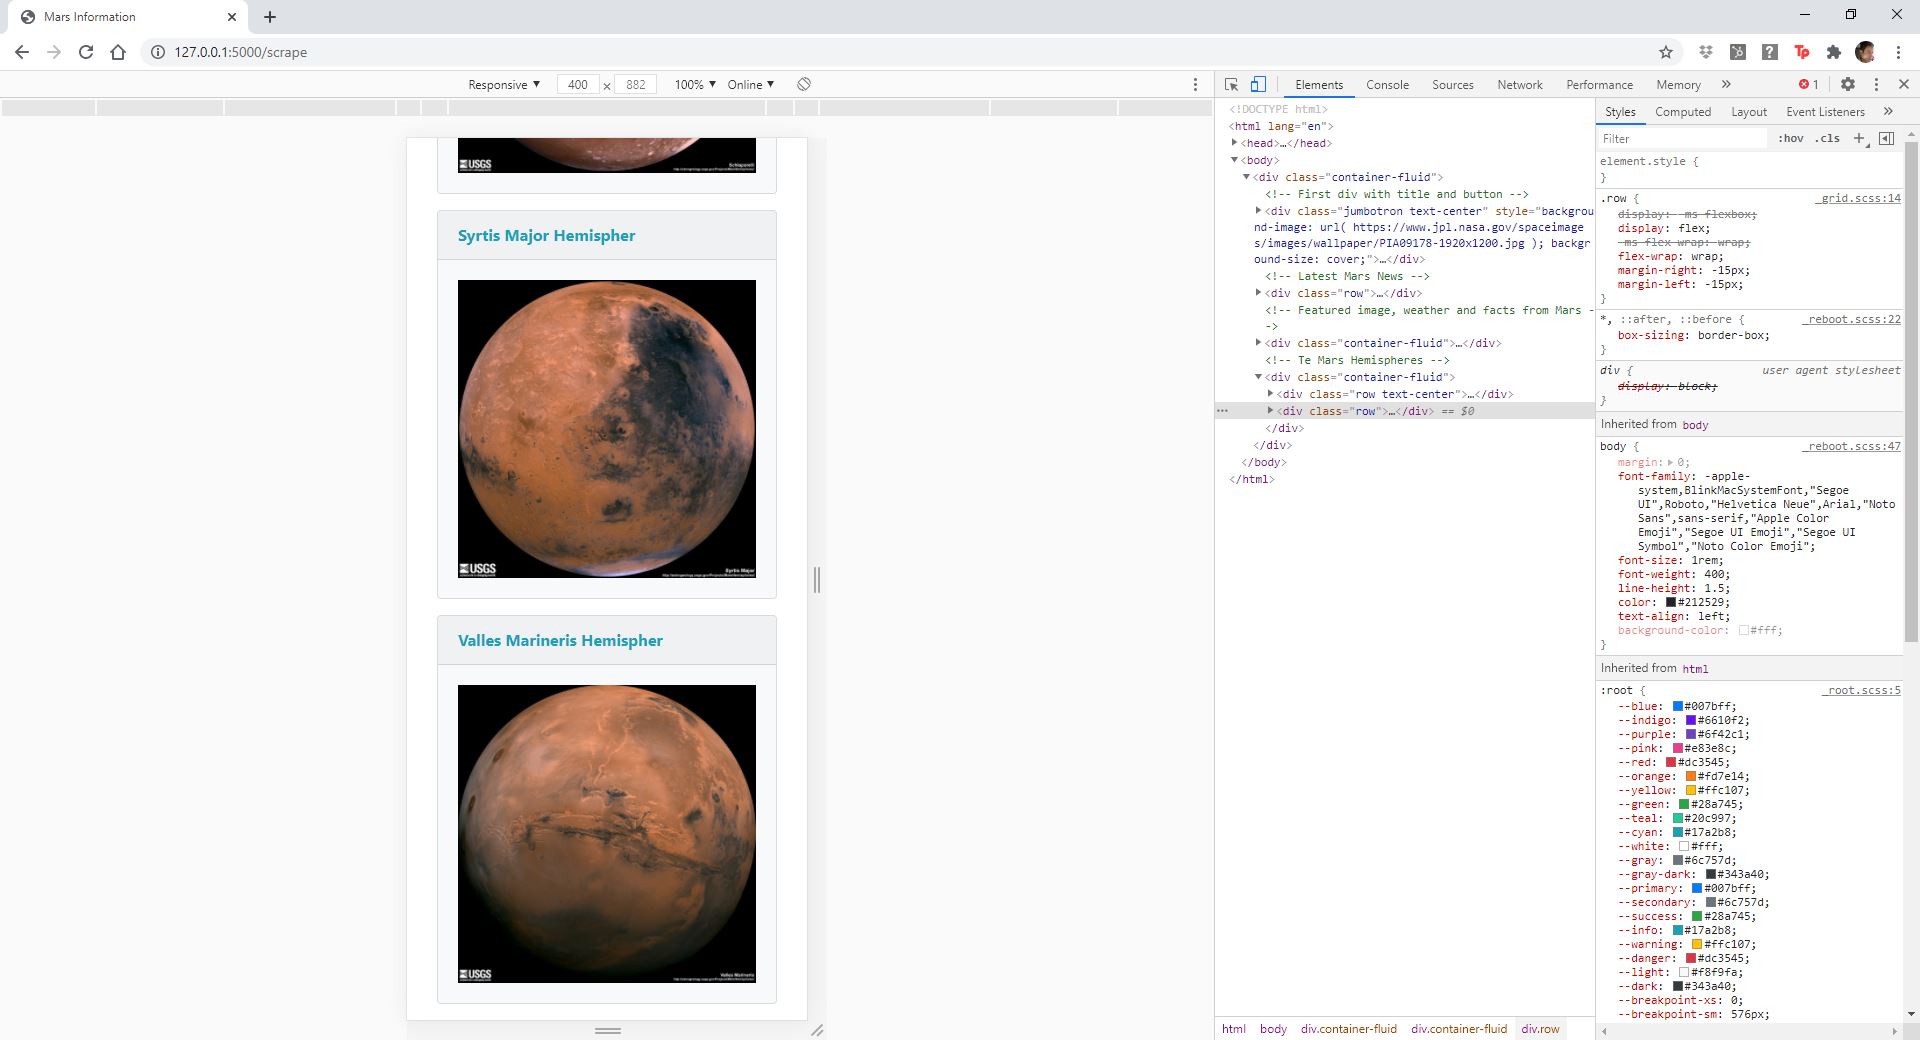 Mars Information
127.0.0.1:5000/scrape
Responsive
400 x 882
100%
Online
USGS
Schiaparelli
Syrtis Major Hemispher
USGS
Syrtis Major
Valles Marineris Hemispher
USGS
Valles Marineris
Elements Console Sources Network Performance Memory » 1
<!DOCTYPE html>
<html lang="en">
<head>…</head>
<body>
<div class="container-fluid">
<!-- First div with title and button -->
<div class="jumbotron text-center" style="backgrou
nd-image: url( https://www.jpl.nasa.gov/spaceimage
s/images/wallpaper/PIA09178-1920x1200.jpg ); backgr
ound-size: cover;">…</div>
<!-- Latest Mars News -->
<div class="row">…</div>
<!-- Featured image, weather and facts from Mars -
->
<div class="container-fluid">…</div>
<!-- Te Mars Hemispheres -->
<div class="container-fluid">
<div class="row text-center">…</div>
<div class="row">…</div> == $0
</div>
</div>
</body>
</html>
html body div.container-fluid div.container-fluid div.row
Styles Computed Layout Event Listeners »
Filter :hov .cls +
element.style {
}
.row { _grid.scss:14
display: -ms-flexbox;
display: flex;
-ms-flex-wrap: wrap;
flex-wrap: wrap;
margin-right: -15px;
margin-left: -15px;
}
*, ::after, ::before { _reboot.scss:22
box-sizing: border-box;
}
div { user agent stylesheet
display: block;
}
Inherited from body
body { _reboot.scss:47
margin: 0;
font-family: -apple-
system,BlinkMacSystemFont,"Segoe
UI",Roboto,"Helvetica Neue",Arial,"Noto
Sans",sans-serif,"Apple Color
Emoji","Segoe UI Emoji","Segoe UI
Symbol","Noto Color Emoji";
font-size: 1rem;
font-weight: 400;
line-height: 1.5;
color: #212529;
text-align: left;
background-color: #fff;
}
Inherited from html
:root { _root.scss:5
--blue: #007bff;
--indigo: #6610f2;
--purple: #6f42c1;
--pink: #e83e8c;
--red: #dc3545;
--orange: #fd7e14;
--yellow: #ffc107;
--green: #28a745;
--teal: #20c997;
--cyan: #17a2b8;
--white: #fff;
--gray: #6c757d;
--gray-dark: #343a40;
--primary: #007bff;
--secondary: #6c757d;
--success: #28a745;
--info: #17a2b8;
--warning: #ffc107;
--danger: #dc3545;
--light: #f8f9fa;
--dark: #343a40;
--breakpoint-xs: 0;
--breakpoint-sm: 576px;